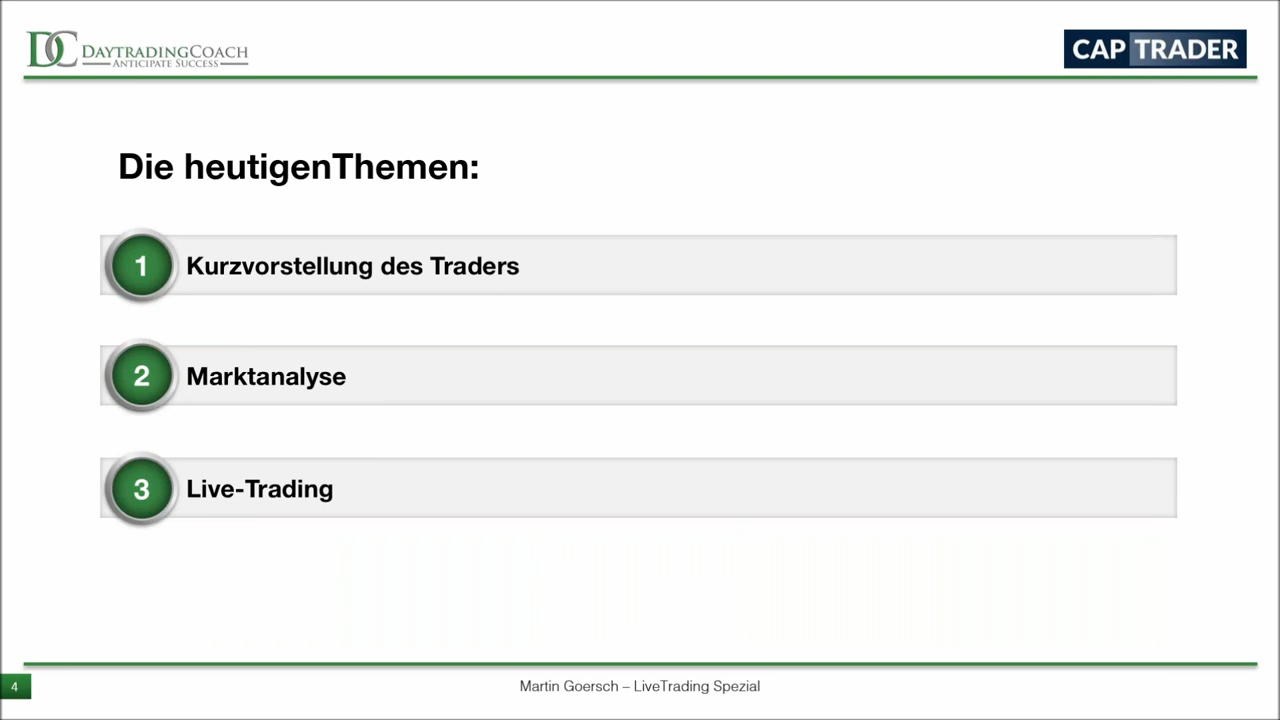 DC DAYTRADINGCOACH
ANTICIPATE SUCCESS
CAP TRADER
Die heutigenThemen:
1 Kurzvorstellung des Traders
2 Marktanalyse
3 Live-Trading
4
Martin Goersch – LiveTrading Spezial